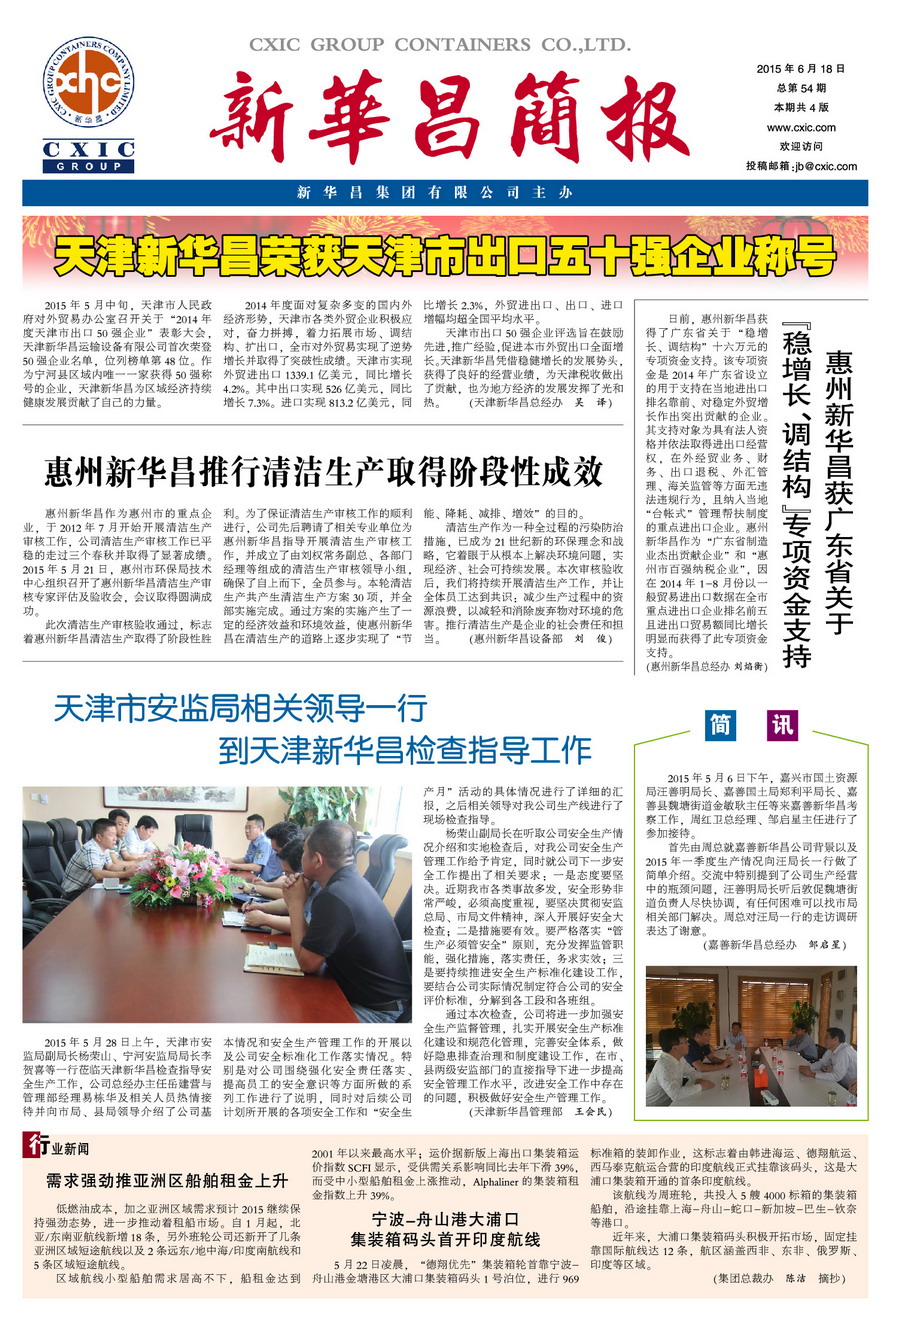 CXIC GROUP CONTAINERS CO.,LTD.
CXIC GROUP CONTAINERS COMPANY LIMITED
xhc
新华昌
CXIC
GROUP
新華昌簡报
2015 年 6 月 18 日
总第 54 期
本期共 4 版
www.cxic.com
欢迎访问
投稿邮箱:jb@cxic.com
新华昌集团有限公司主办
天津新华昌荣获天津市出口五十强企业称号
2015 年 5 月中旬，天津市人民政
府对外贸易办公室召开关于“2014 年
度天津市出口 50 强企业”表彰大会，
天津新华昌运输设备有限公司首次荣登
50 强企业名单，位列榜单第 48 位。作
为宁河县区域内唯一一家获得 50 强称
号的企业，天津新华昌为区域经济持续
健康发展贡献了自己的力量。
2014 年度面对复杂多变的国内外
经济形势，天津市各类外贸企业积极应
对，奋力拼搏，着力拓展市场、调结
构、扩出口，全市对外贸易实现了逆势
增长并取得了突破性成绩。天津市实现
外贸进出口 1339.1 亿美元，同比增长
4.2%。其中出口实现 526 亿美元，同比
增长 7.3%。进口实现 813.2 亿美元，同
比增长 2.3%，外贸进出口、出口、进口
增幅均超全国平均水平。
天津市出口 50 强企业评选旨在鼓励
先进,推广经验,促进本市外贸出口全面增
长。天津新华昌凭借稳健增长的发展势头，
获得了良好的经营业绩，为天津税收做出
了贡献，也为地方经济的发展发挥了光和
热。 (天津新华昌总经办 吴 译)
惠州新华昌推行清洁生产取得阶段性成效
惠州新华昌作为惠州市的重点企
业，于 2012 年 7 月开始开展清洁生产
审核工作，公司清洁生产审核工作已平
稳的走过三个春秋并取得了显著成绩。
2015 年 5 月 21 日，惠州市环保局技术
中心组织召开了惠州新华昌清洁生产审
核专家评估及验收会，会议取得圆满成
功。
此次清洁生产审核验收通过，标志
着惠州新华昌清洁生产取得了阶段性胜
利。为了保证清洁生产审核工作的顺利
进行，公司先后聘请了相关专业单位为
惠州新华昌指导开展清洁生产审核工
作，并成立了由刘权常务副总、各部门
经理等组成的清洁生产审核领导小组，
确保了自上而下，全员参与。本轮清洁
生产共产生清洁生产方案 30 项，并全
部实施完成。通过方案的实施产生了一
定的经济效益和环境效益，使惠州新华
昌在清洁生产的道路上逐步实现了“节
能、降耗、减排、增效”的目的。
清洁生产作为一种全过程的污染防治
措施，已成为 21 世纪新的环保理念和战
略，它着眼于从根本上解决环境问题，实
现经济、社会可持续发展。本次审核验收
后，我们将持续开展清洁生产工作，并让
全体员工达到共识：减少生产过程中的资
源浪费，以减轻和消除废弃物对环境的危
害。推行清洁生产是企业的社会责任和担
当。 (惠州新华昌设备部 刘 俊)
惠州新华昌获广东省关于
『稳增长、调结构』专项资金支持
日前，惠州新华昌获
得了广东省关于“稳增
长、调结构”十六万元的
专项资金支持。该专项资
金是 2014 年广东省设立
的用于支持在当地进出口
排名靠前、对稳定外贸增
长作出突出贡献的企业。
其支持对象为具有法人资
格并依法取得进出口经营
权，在外经贸业务、财
务、出口退税、外汇管
理、海关监管等方面无违
法违规行为，且纳入当地
“台帐式”管理帮扶制度
的重点进出口企业。惠州
新华昌作为“广东省制造
业杰出贡献企业”和“惠
州市百强纳税企业”，因
在 2014 年 1-8 月份以一
般贸易进出口数据在全市
重点进出口企业排名前五
且进出口贸易额同比增长
明显而获得了此专项资金
支持。
(惠州新华昌总经办 刘焰衡)
天津市安监局相关领导一行
到天津新华昌检查指导工作
2015 年 5 月 28 日上午，天津市安
监局副局长杨荣山、宁河安监局局长李
贺喜等一行莅临天津新华昌检查指导安
全生产工作，公司总经办主任岳建营与
管理部经理易栋华及相关人员热情接
待并向市局、县局领导介绍了公司基
本情况和安全生产管理工作的开展以
及公司安全标准化工作落实情况。特
别是对公司围绕强化安全责任落实、
提高员工的安全意识等方面所做的系
列工作进行了说明，同时对后续公司
计划所开展的各项安全工作和“安全生
产月”活动的具体情况进行了详细的汇
报，之后相关领导对我公司生产线进行了
现场检查指导。
杨荣山副局长在听取公司安全生产情
况介绍和实地检查后，对我公司安全生产
管理工作给予肯定，同时就公司下一步安
全工作提出了相关要求；一是态度要坚
决。近期我市各类事故多发，安全形势非
常严峻，必须高度重视，要坚决贯彻安监
总局、市局文件精神，深入开展好安全大
检查；二是措施要有效。要严格落实“管
生产必须管安全”原则，充分发挥监管职
能，强化措施，落实责任，务求实效；三
是要持续推进安全生产标准化建设工作，
要结合公司实际情况制定符合公司的安全
评价标准，分解到各工段和各班组。
通过本次检查，公司将进一步加强安
全生产监督管理，扎实开展安全生产标准
化建设和规范化管理，完善安全体系，做
好隐患排查治理和制度建设工作，在市、
县两级安监部门的直接指导下进一步提高
安全管理工作水平，改进安全工作中存在
的问题，积极做好安全生产管理工作。
(天津新华昌管理部 王会民)
简 讯
2015 年 5 月 6 日下午，嘉兴市国土资源
局汪善明局长、嘉善国土局郑利平局长、嘉
善县魏塘街道金敏耿主任等来嘉善新华昌考
察工作，周红卫总经理、邹启星主任进行了
参加接待。
首先由周总就嘉善新华昌公司背景以及
2015 年一季度生产情况向汪局长一行做了
简单介绍。交流中特别提到了公司生产经营
中的瓶颈问题，汪善明局长听后敦促魏塘街
道负责人尽快协调，有任何困难可以找市局
相关部门解决。周总对汪局一行的走访调研
表达了谢意。
(嘉善新华昌总经办 邹启星)
行业新闻
需求强劲推亚洲区船舶租金上升
低燃油成本，加之亚洲区域需求预计 2015 继续保
持强劲态势，进一步推动着租船市场。自 1 月起，北
亚/东南亚航线新增 18 条，另外班轮公司还新开了几条
亚洲区域短途航线以及 2 条远东/地中海/印度南航线和
5 条区域短途航线。
区域航线小型船舶需求居高不下，船租金达到
2001 年以来最高水平；运价据新版上海出口集装箱运
价指数 SCFI 显示，受供需关系影响同比去年下滑 39%，
而受中小型船舶租金上涨推动，Alphaliner 的集装箱租
金指数上升 39%。
宁波-舟山港大浦口
集装箱码头首开印度航线
5 月 22 日凌晨，“德翔优先”集装箱轮首靠宁波-
舟山港金塘港区大浦口集装箱码头 1 号泊位，进行 969
标准箱的装卸作业，这标志着由韩进海运、德翔航运、
西马泰克航运合营的印度航线正式挂靠该码头，这是大
浦口集装箱开通的首条印度航线。
该航线为周班轮，共投入 5 艘 4000 标箱的集装箱
船舶，沿途挂靠上海-舟山-蛇口-新加坡-巴生-钦奈
等港口。
近年来，大浦口集装箱码头积极开拓市场，固定挂
靠国际航线达 12 条，航区涵盖西非、东非、俄罗斯、
印度等区域。
(集团总裁办 陈洁 摘抄)